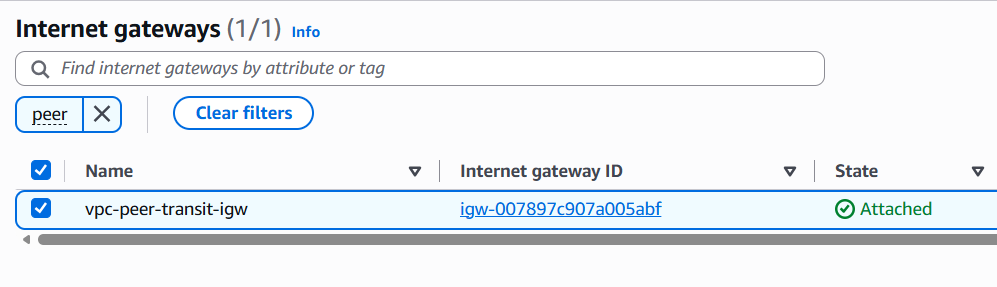 Internet gateways (1/1) Info
Find internet gateways by attribute or tag
peer Clear filters
Name Internet gateway ID State
vpc-peer-transit-igw igw-007897c907a005abf Attached